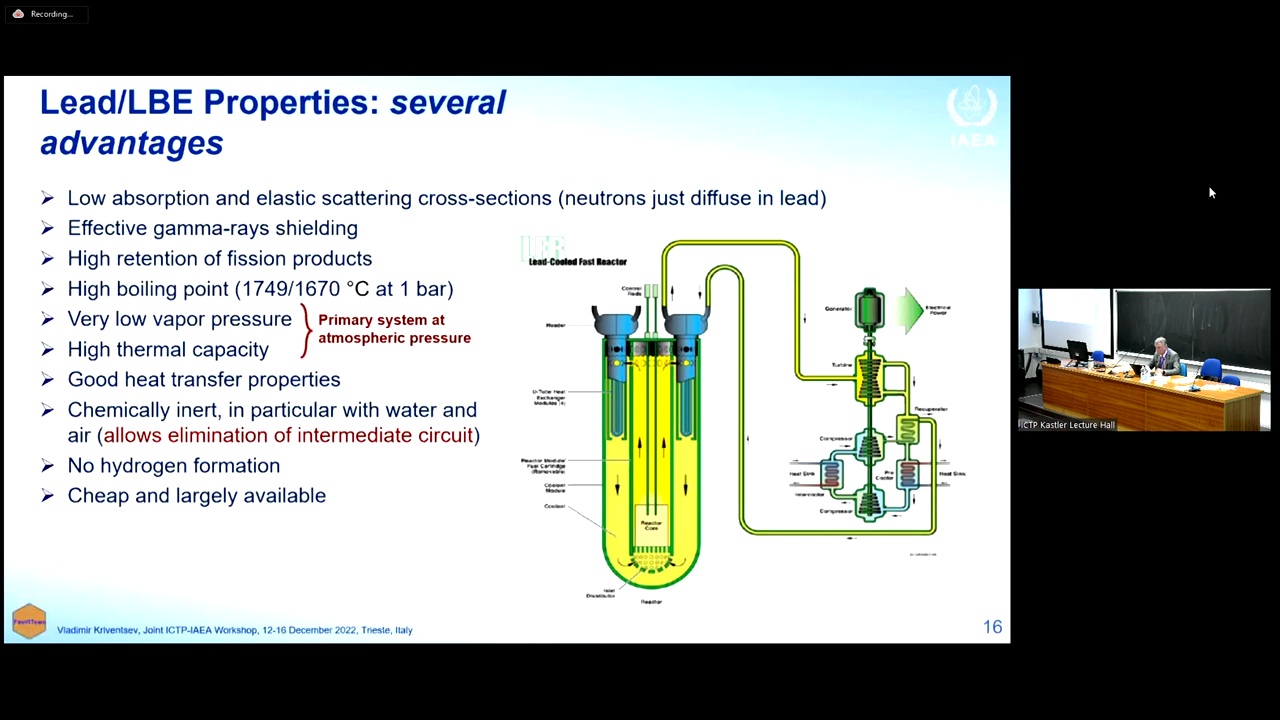 Recording...
Lead/LBE Properties: several
advantages
IAEA
Low absorption and elastic scattering cross-sections (neutrons just diffuse in lead)
Effective gamma-rays shielding
High retention of fission products
High boiling point (1749/1670 °C at 1 bar)
Very low vapor pressure
High thermal capacity
Primary system at
atmospheric pressure
Good heat transfer properties
Chemically inert, in particular with water and
air (allows elimination of intermediate circuit)
No hydrogen formation
Cheap and largely available
LFR
Lead-Cooled Fast Reactor
Control
Rods
Header
U-Tube Heat
Exchanger
Modules (4)
Reactor Module/
Fuel Cartridge
(Removable)
Coolant
Module
Coolant
Reactor
Core
Inlet
Distributor
Reactor
Generator
Electrical
Power
Turbine
Recuperator
Compressor
Heat Sink
Pre
Cooler
Heat Sink
Intercooler
Compressor
Vladimir Kriventsev, Joint ICTP-IAEA Workshop, 12-16 December 2022, Trieste, Italy
16
ICTP Kastler Lecture Hall